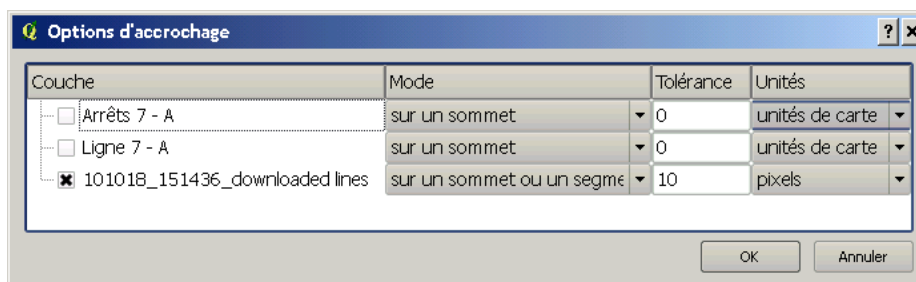 Options d'accrochage
Couche Mode Tolérance Unités
Arrêts 7 - A sur un sommet 0 unités de carte
Ligne 7 - A sur un sommet 0 unités de carte
101018_151436_downloaded lines sur un sommet ou un segme 10 pixels
OK Annuler